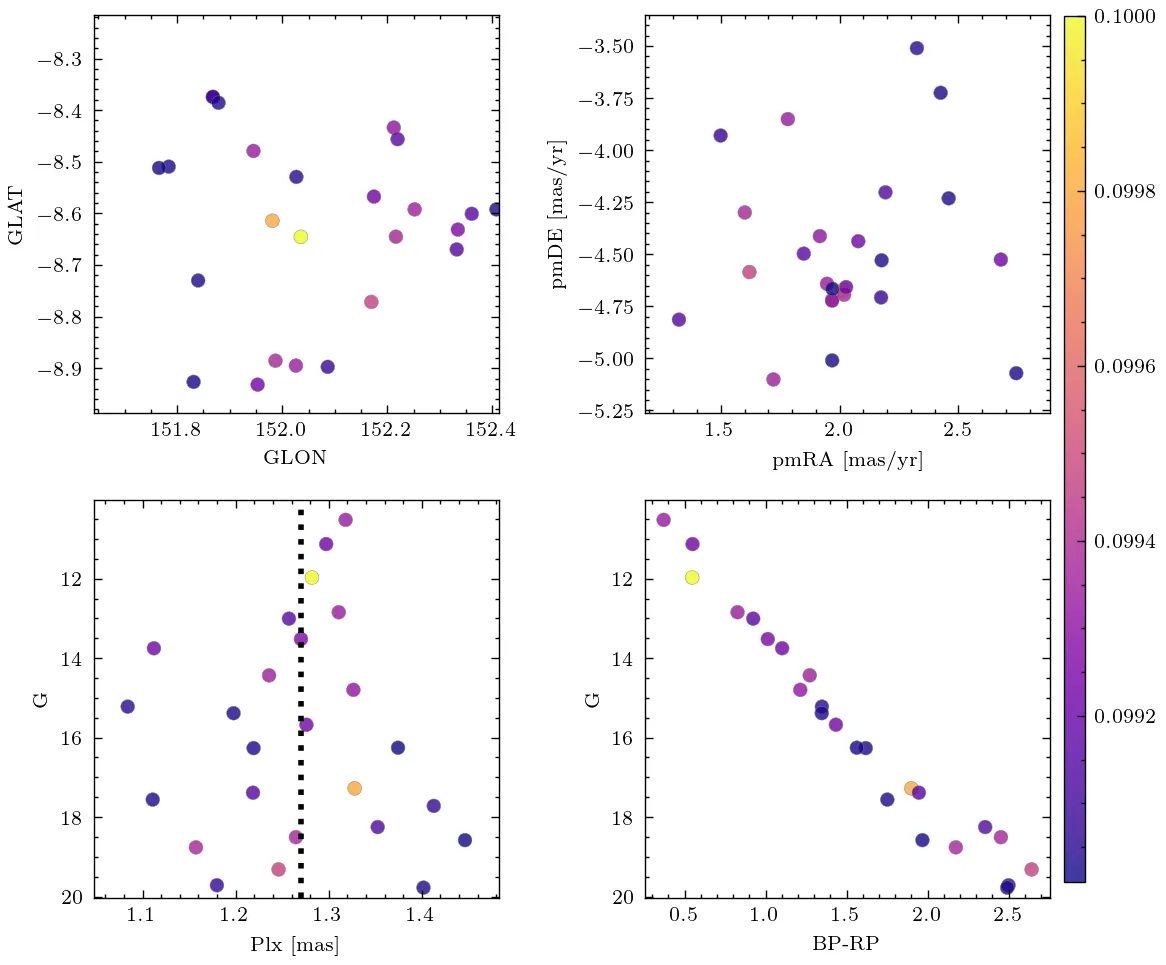 −8.3
−8.4
−8.5
−8.6
−8.7
−8.8
−8.9
GLAT
151.8 152.0 152.2 152.4
GLON
−3.50
−3.75
−4.00
−4.25
−4.50
−4.75
−5.00
−5.25
pmDE [mas/yr]
1.5 2.0 2.5
pmRA [mas/yr]
0.1000
0.0998
0.0996
0.0994
0.0992
12
14
16
18
20
G
1.1 1.2 1.3 1.4
Plx [mas]
12
14
16
18
20
G
0.5 1.0 1.5 2.0 2.5
BP-RP